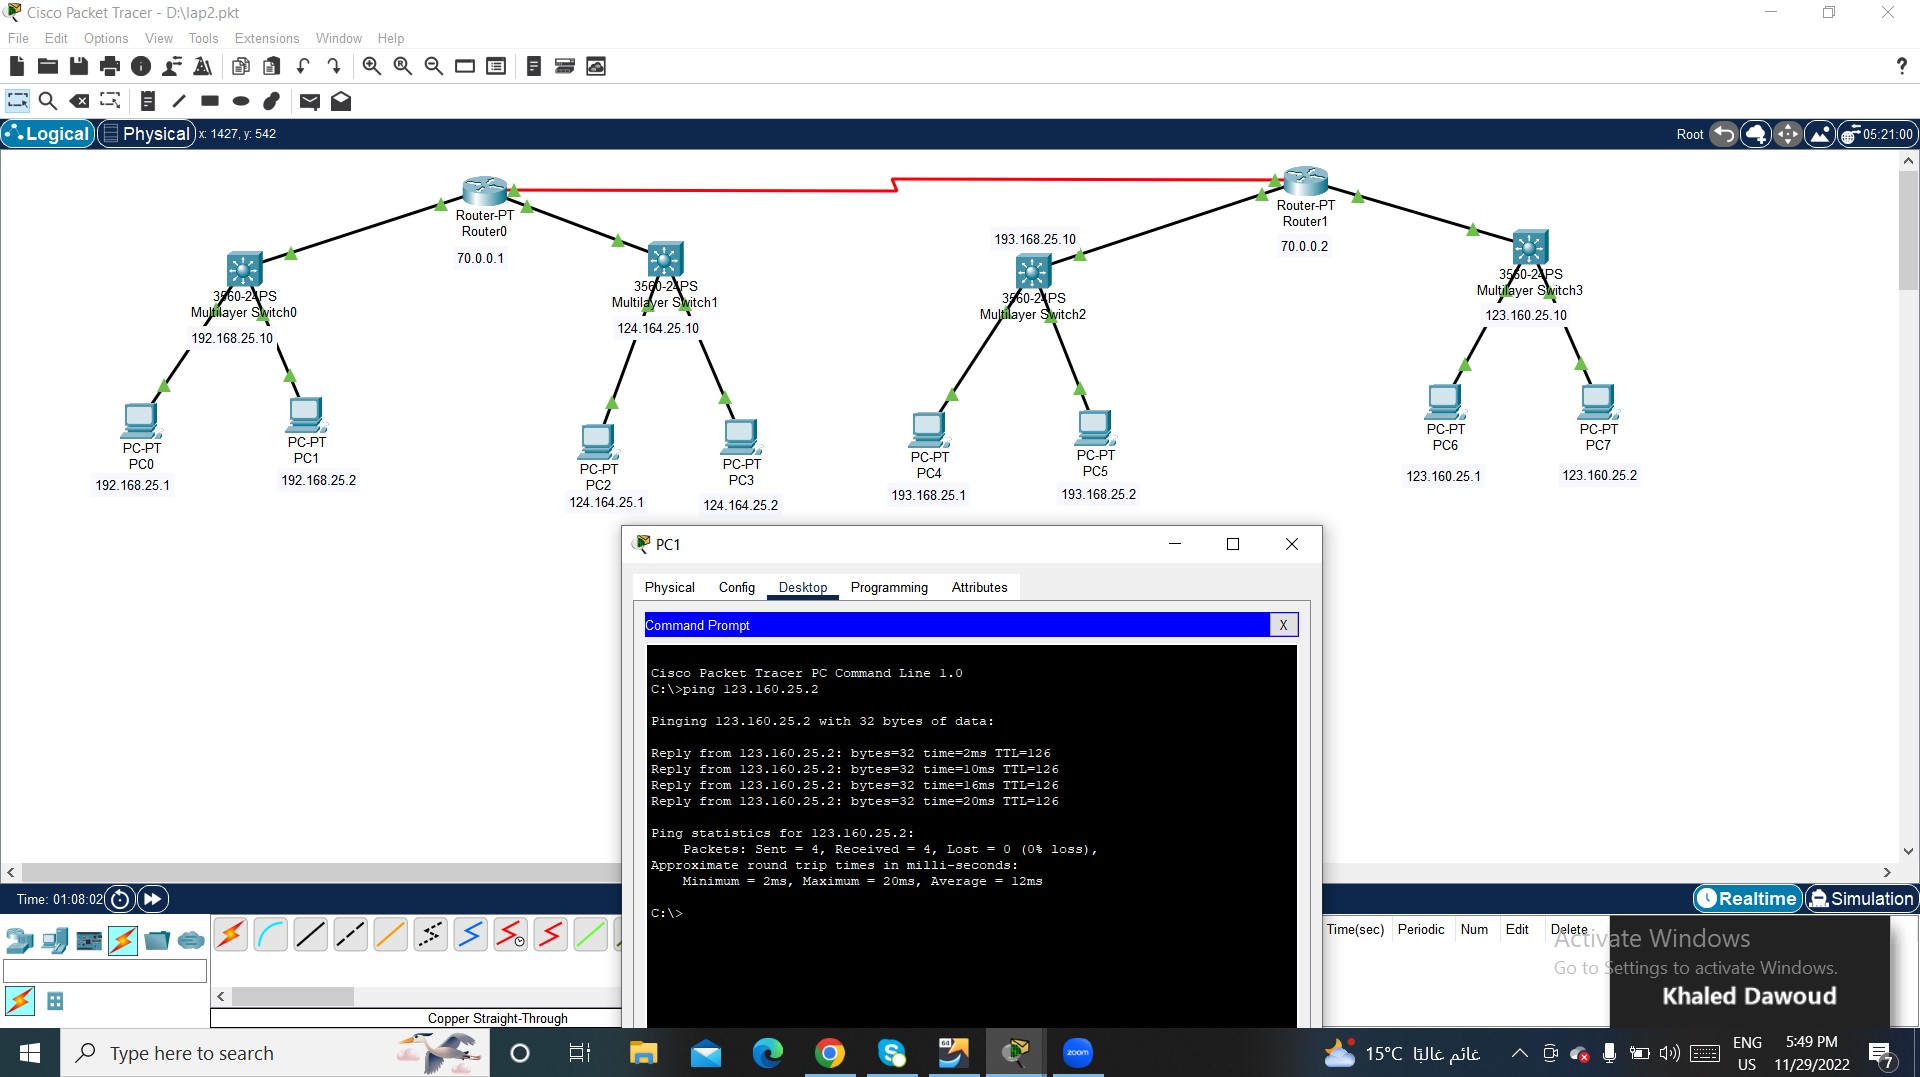 Cisco Packet Tracer - D:\lap2.pkt
File Edit Options View Tools Extensions Window Help
?
Logical Physical x: 1427, y: 542 Root 05:21:00
Router-PT
Router0
70.0.0.1
Router-PT
Router1
70.0.0.2
3560-24PS
Multilayer Switch0
192.168.25.10
3560-24PS
Multilayer Switch1
124.164.25.10
193.168.25.10
3560-24PS
Multilayer Switch2
3560-24PS
Multilayer Switch3
123.160.25.10
PC-PT
PC0
192.168.25.1
PC-PT
PC1
192.168.25.2
PC-PT
PC2
124.164.25.1
PC-PT
PC3
124.164.25.2
PC-PT
PC4
193.168.25.1
PC-PT
PC5
193.168.25.2
PC-PT
PC6
123.160.25.1
PC-PT
PC7
123.160.25.2
PC1
Physical Config Desktop Programming Attributes
Command Prompt X
Cisco Packet Tracer PC Command Line 1.0
C:\>ping 123.160.25.2
Pinging 123.160.25.2 with 32 bytes of data:
Reply from 123.160.25.2: bytes=32 time=2ms TTL=126
Reply from 123.160.25.2: bytes=32 time=10ms TTL=126
Reply from 123.160.25.2: bytes=32 time=16ms TTL=126
Reply from 123.160.25.2: bytes=32 time=20ms TTL=126
Ping statistics for 123.160.25.2:
Packets: Sent = 4, Received = 4, Lost = 0 (0% loss),
Approximate round trip times in milli-seconds:
Minimum = 2ms, Maximum = 20ms, Average = 12ms
C:\>
Time: 01:08:02 Realtime Simulation
Time(sec) Periodic Num Edit Delete
Copper Straight-Through
Activate Windows
Go to Settings to activate Windows.
Khaled Dawoud
Type here to search
64
zoom
15°C غائم غالبًا
ENG
US
5:49 PM
11/29/2022
7